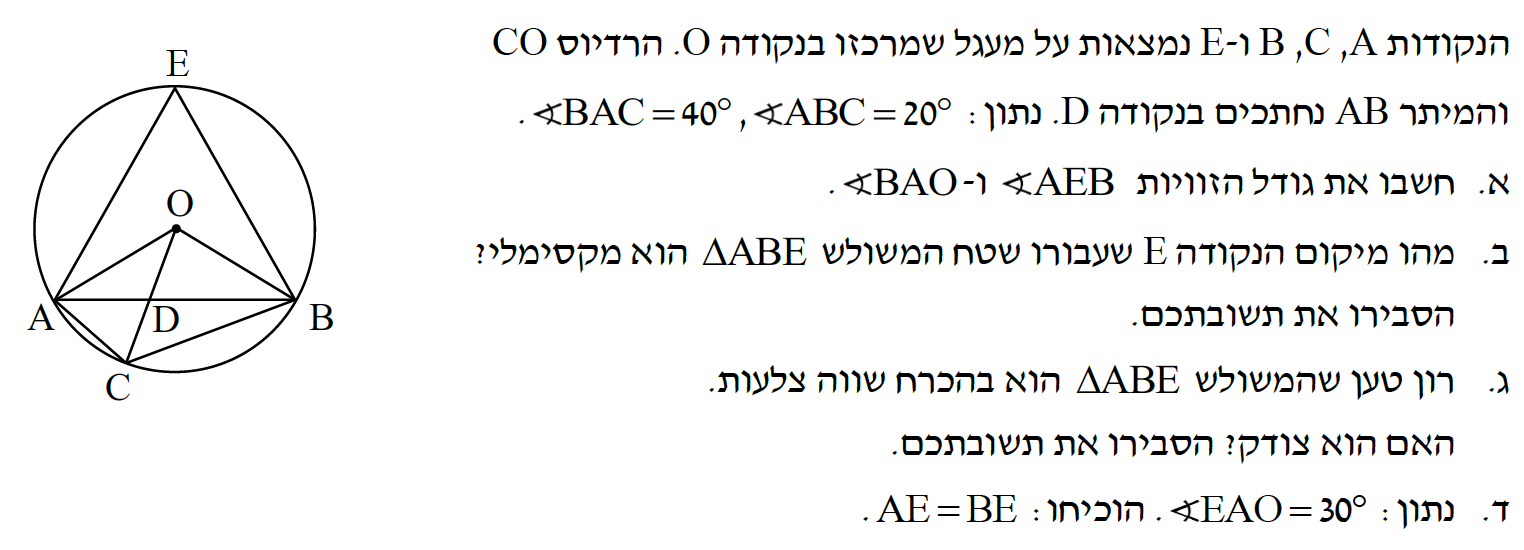 הנקודות A, C, B ו-E נמצאות על מעגל שמרכזו בנקודה O. הרדיוס CO
והמיתר AB נחתכים בנקודה D. נתון: ∢BAC = 40°, ∢ABC = 20°.
א. חשבו את גודל הזוויות ∢AEB ו-∢BAO.
ב. מהו מיקום הנקודה E שעבורו שטח המשולש ΔABE הוא מקסימלי?
הסבירו את תשובתכם.
ג. רון טען שהמשולש ΔABE הוא בהכרח שווה צלעות.
האם הוא צודק? הסבירו את תשובתכם.
ד. נתון: ∢EAO = 30°. הוכיחו: AE = BE.
E
O
A
D
B
C